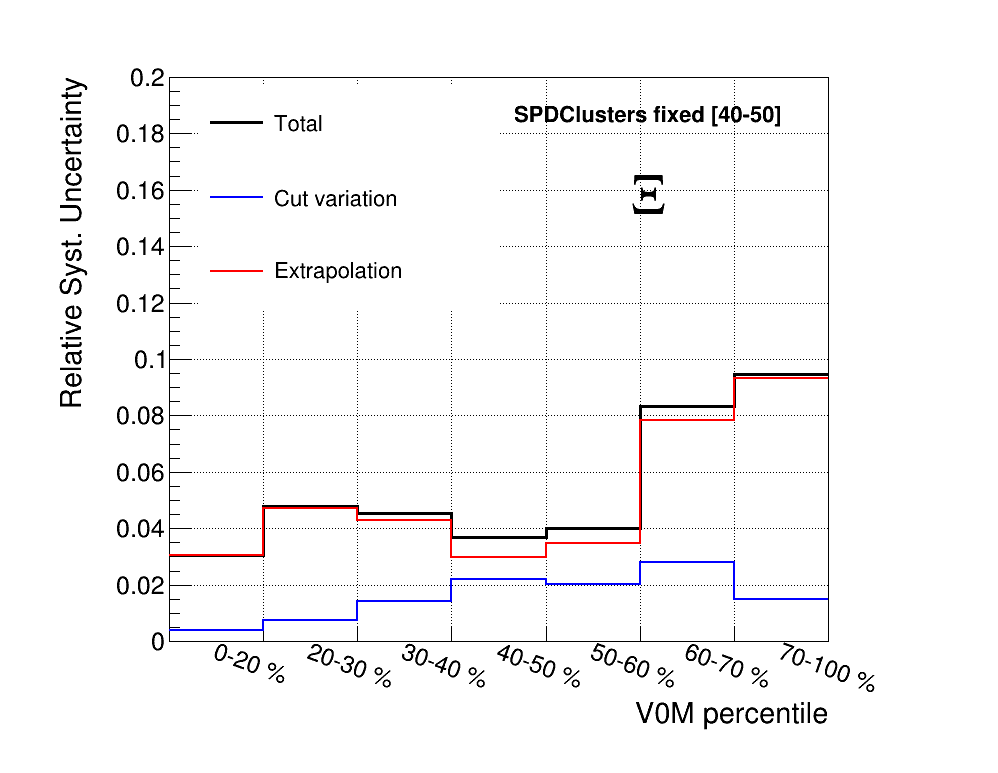 Relative Syst. Uncertainty
0.2
0.18
0.16
0.14
0.12
0.1
0.08
0.06
0.04
0.02
0
Total
Cut variation
Extrapolation
SPDClusters fixed [40-50]
Ξ
0-20 %
20-30 %
30-40 %
40-50 %
50-60 %
60-70 %
70-100 %
V0M percentile